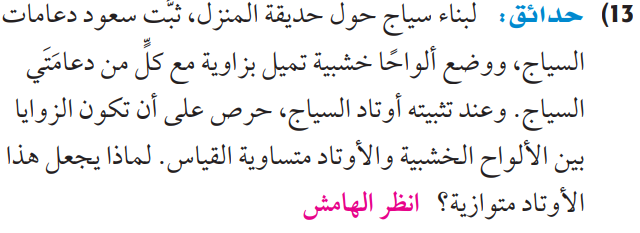 13) حدائق: لبناء سياج حول حديقة المنزل، ثبَّت سعود دعامات
السياج، ووضع ألواحًا خشبية تميل بزاوية مع كلٍّ من دعامَتَي
السياج. وعند تثبيته أوتاد السياج، حرص على أن تكون الزوايا
بين الألواح الخشبية والأوتاد متساوية القياس. لماذا يجعل هذا
الأوتاد متوازية؟ انظر الهامش